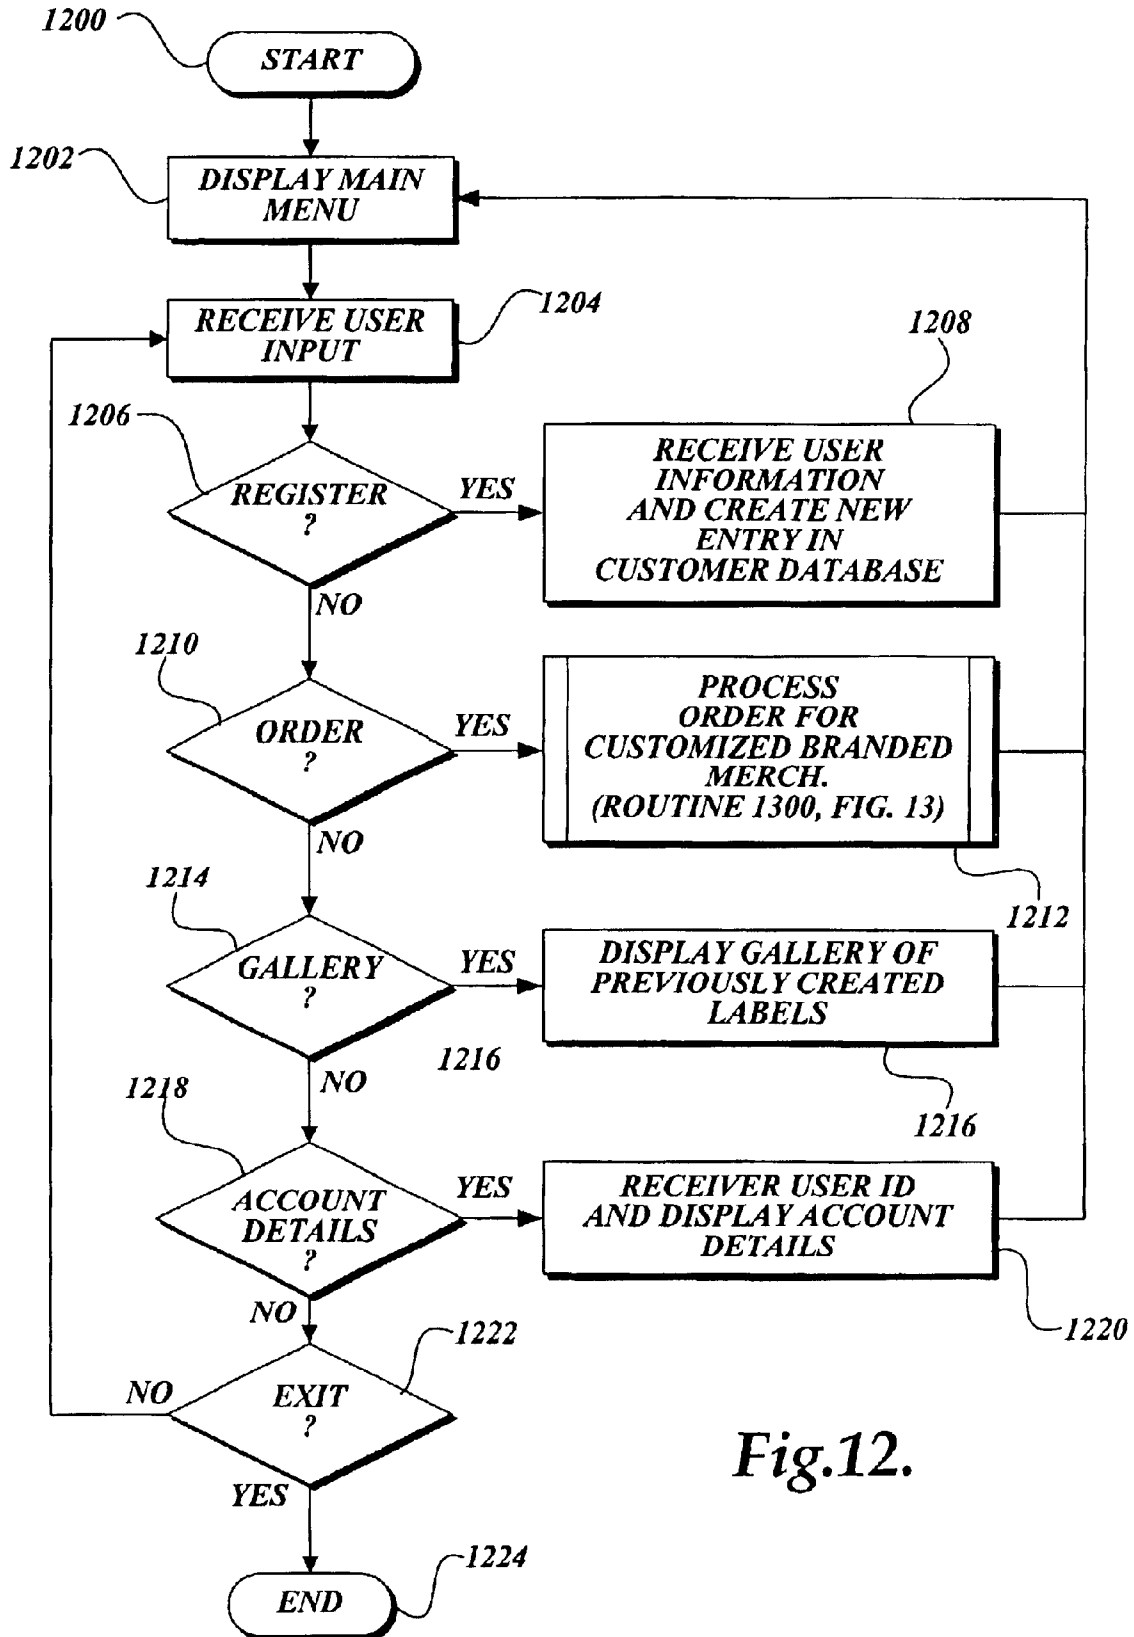 1200
START
1202
DISPLAY MAIN
MENU
RECEIVE USER
INPUT
1204
1206
REGISTER
?
YES
NO
1208
RECEIVE USER
INFORMATION
AND CREATE NEW
ENTRY IN
CUSTOMER DATABASE
1210
ORDER
?
YES
NO
PROCESS
ORDER FOR
CUSTOMIZED BRANDED
MERCH.
(ROUTINE 1300, FIG. 13)
1212
1214
GALLERY
?
YES
NO
1216
DISPLAY GALLERY OF
PREVIOUSLY CREATED
LABELS
1216
1218
ACCOUNT
DETAILS
?
YES
NO
RECEIVER USER ID
AND DISPLAY ACCOUNT
DETAILS
1220
1222
EXIT
?
NO
YES
1224
END
Fig.12.